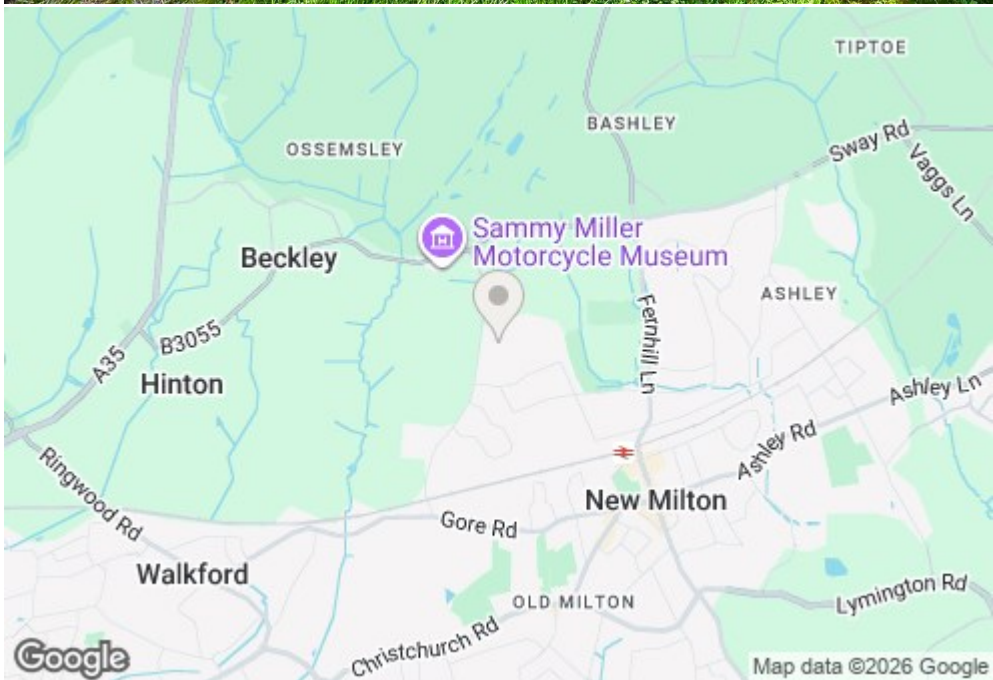 TIPTOE
BASHLEY
Sway Rd
Vaggs Ln
OSSEMSLEY
Sammy Miller
Motorcycle Museum
Beckley
ASHLEY
Fernhill Ln
B3055
A35
Hinton
Ashley Ln
Ashley Rd
Ringwood Rd
New Milton
Gore Rd
Walkford
OLD MILTON
Lymington Rd
Christchurch Rd
Google
Map data ©2026 Google